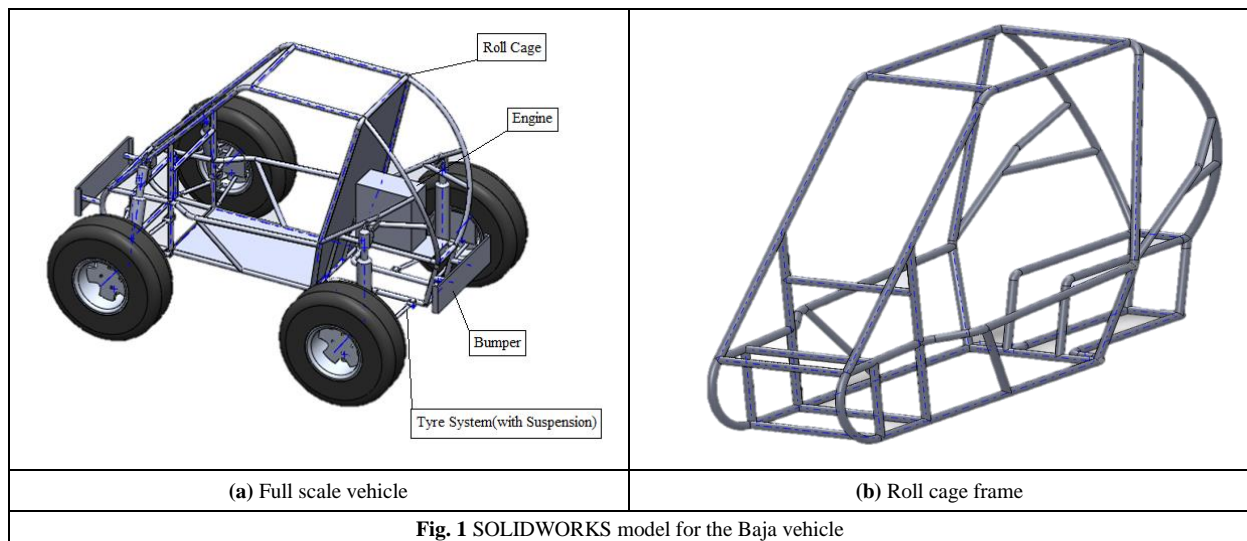 Roll Cage
Engine
Bumper
Tyre System(with Suspension)
(a) Full scale vehicle
(b) Roll cage frame
Fig. 1 SOLIDWORKS model for the Baja vehicle